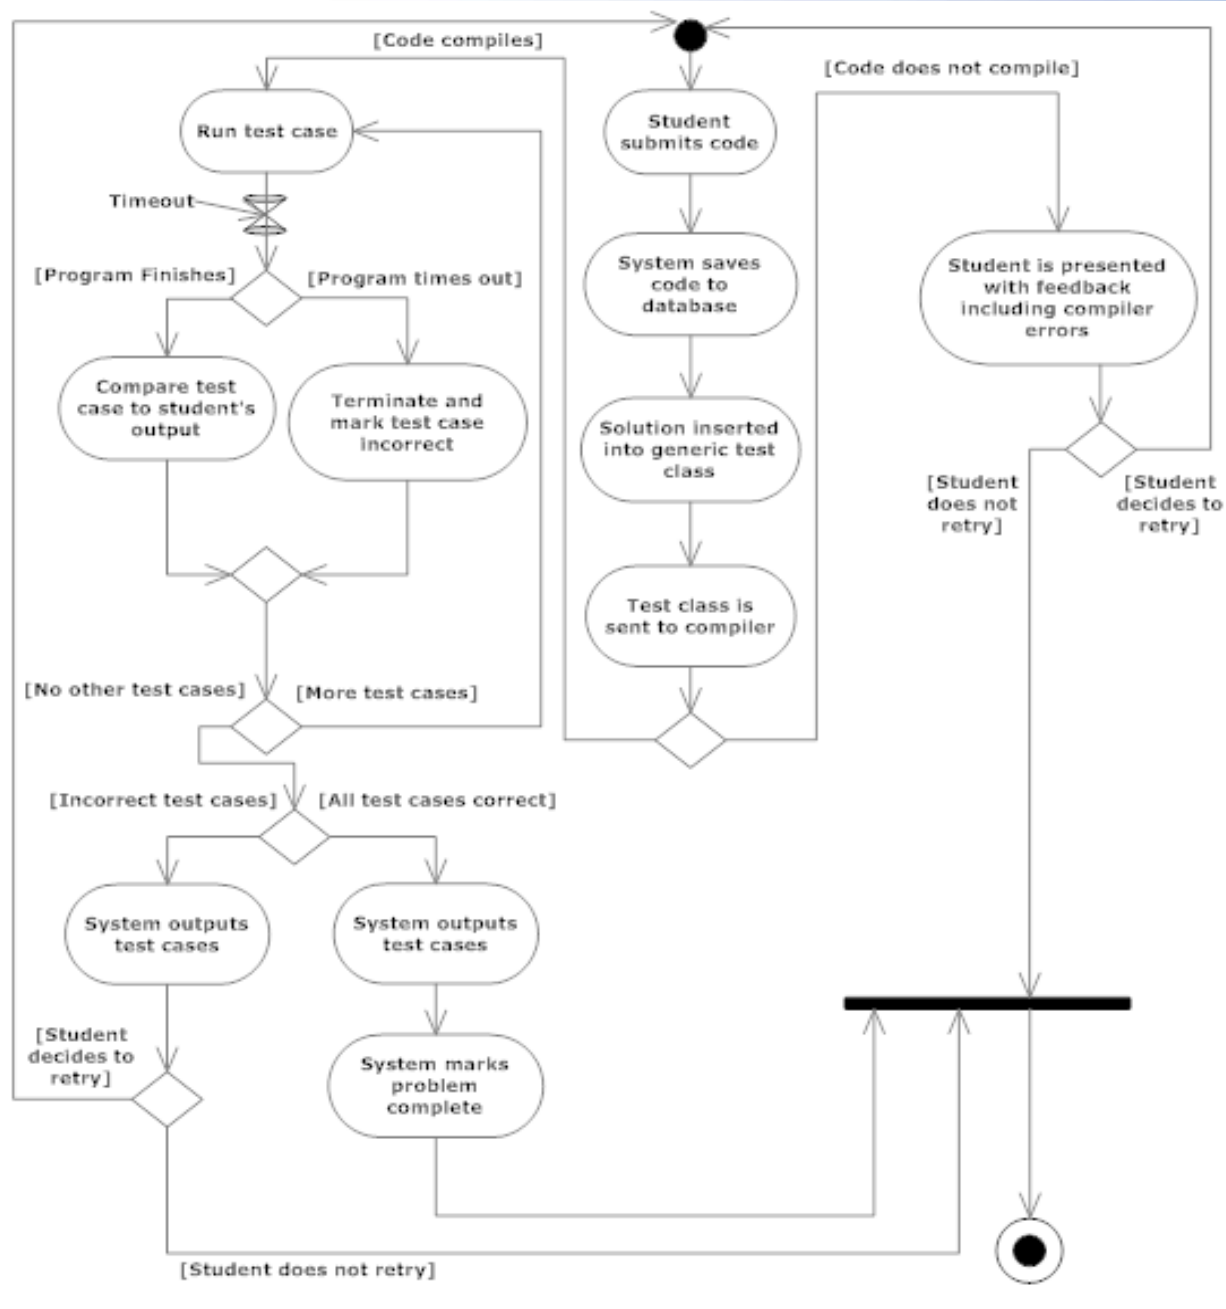 [Code compiles]
[Code does not compile]
Run test case
Student
submits code
Timeout
[Program Finishes]
[Program times out]
System saves
code to
database
Student is presented
with feedback
including compiler
errors
Compare test
case to student's
output
Terminate and
mark test case
incorrect
Solution inserted
into generic test
class
[Student
does not
retry]
[Student
decides to
retry]
Test class is
sent to compiler
[No other test cases]
[More test cases]
[Incorrect test cases]
[All test cases correct]
System outputs
test cases
System outputs
test cases
[Student
decides to
retry]
System marks
problem
complete
[Student does not retry]